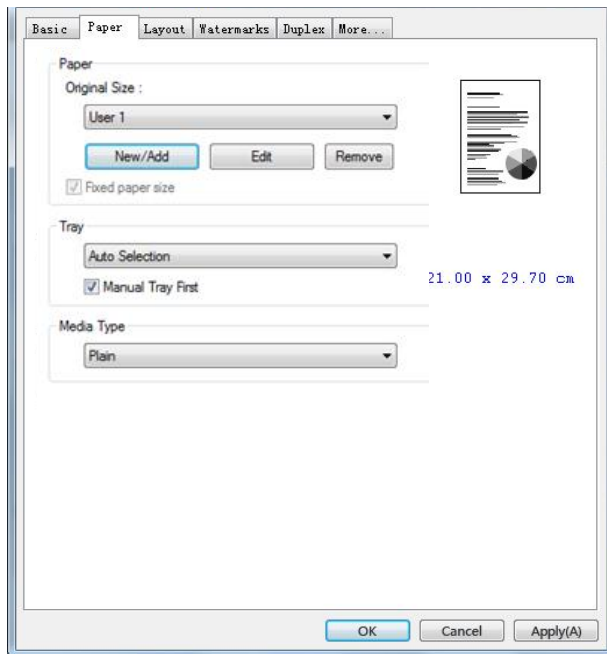 Basic Paper Layout Watermarks Duplex More...
Paper
Original Size :
User 1
New/Add Edit Remove
Fixed paper size
Tray
Auto Selection
Manual Tray First
21.00 x 29.70 cm
Media Type
Plain
OK Cancel Apply(A)